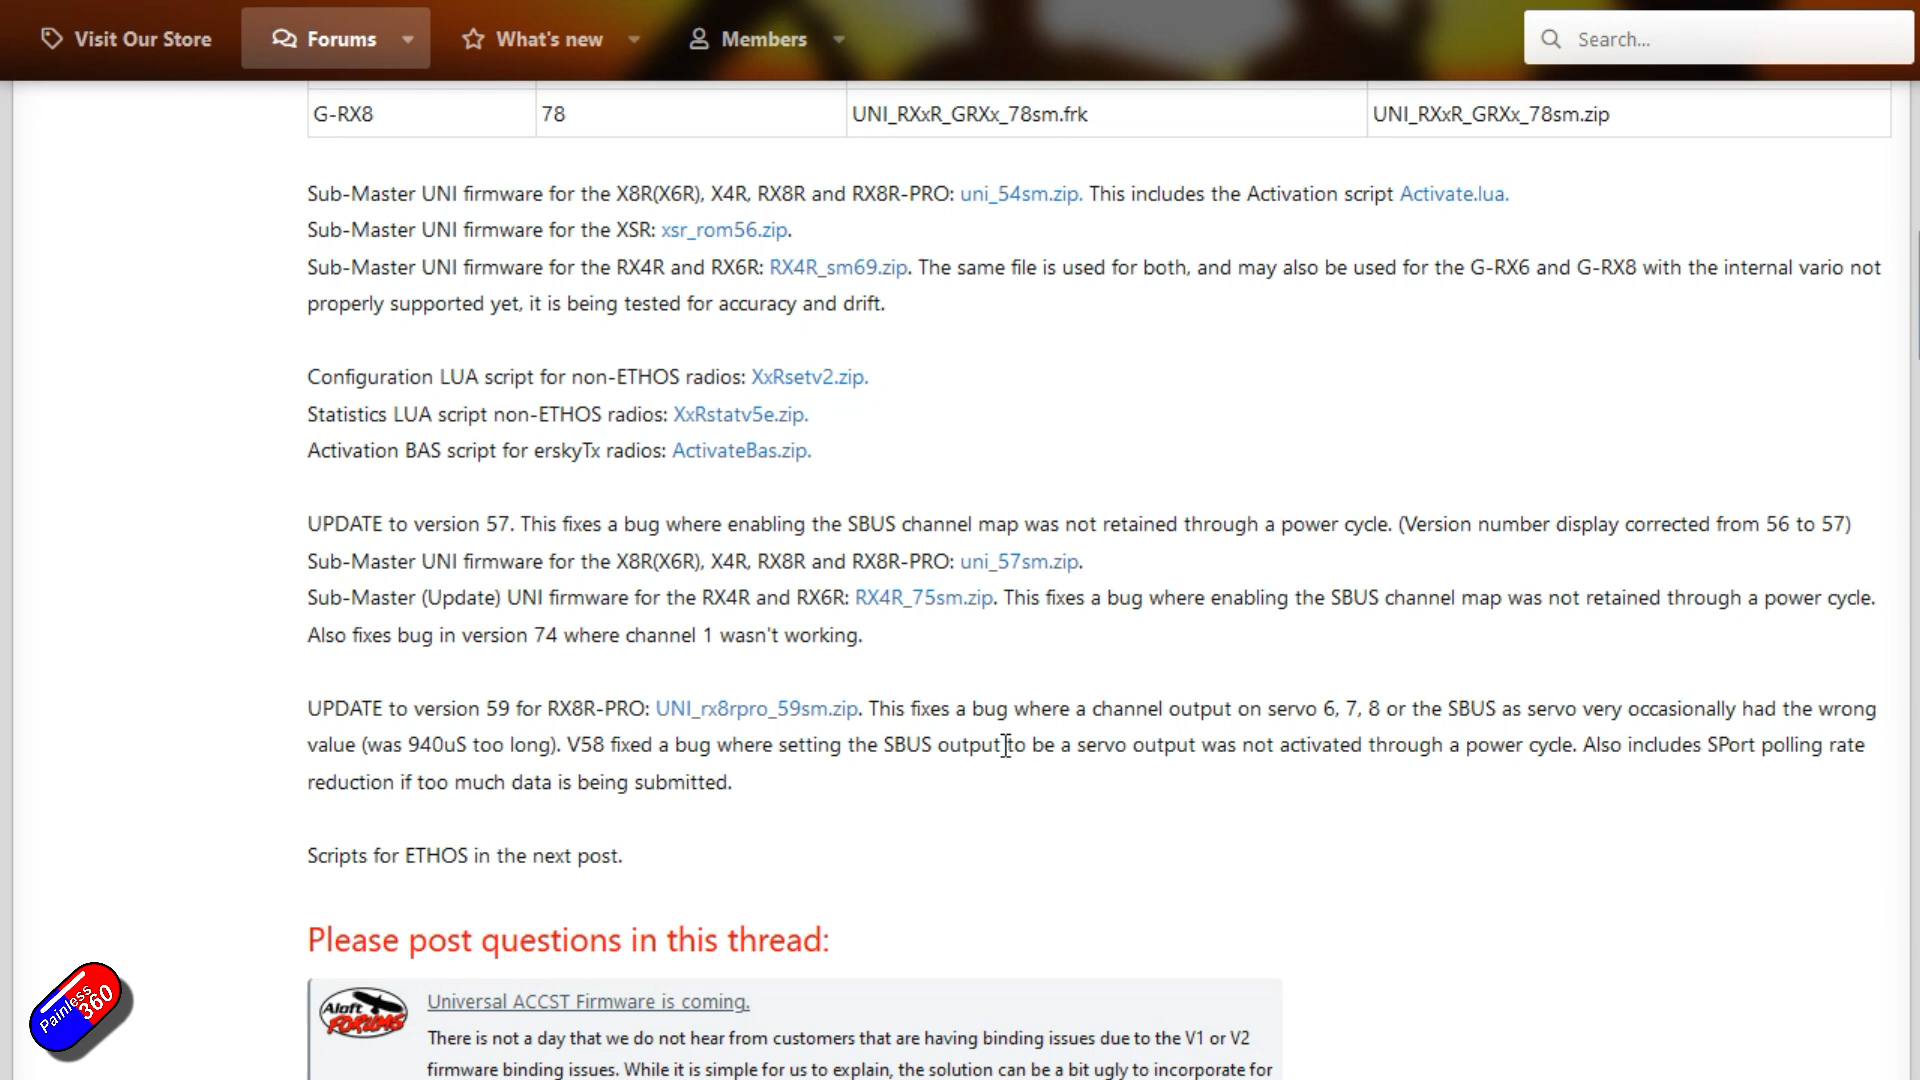 Visit Our Store Forums What's new Members Search...
G-RX8 78 UNI_RXxR_GRXx_78sm.frk UNI_RXxR_GRXx_78sm.zip
Sub-Master UNI firmware for the X8R(X6R), X4R, RX8R and RX8R-PRO: uni_54sm.zip. This includes the Activation script Activate.lua.
Sub-Master UNI firmware for the XSR: xsr_rom56.zip.
Sub-Master UNI firmware for the RX4R and RX6R: RX4R_sm69.zip. The same file is used for both, and may also be used for the G-RX6 and G-RX8 with the internal vario not
properly supported yet, it is being tested for accuracy and drift.
Configuration LUA script for non-ETHOS radios: XxRsetv2.zip.
Statistics LUA script non-ETHOS radios: XxRstatv5e.zip.
Activation BAS script for erskyTx radios: ActivateBas.zip.
UPDATE to version 57. This fixes a bug where enabling the SBUS channel map was not retained through a power cycle. (Version number display corrected from 56 to 57)
Sub-Master UNI firmware for the X8R(X6R), X4R, RX8R and RX8R-PRO: uni_57sm.zip.
Sub-Master (Update) UNI firmware for the RX4R and RX6R: RX4R_75sm.zip. This fixes a bug where enabling the SBUS channel map was not retained through a power cycle.
Also fixes bug in version 74 where channel 1 wasn't working.
UPDATE to version 59 for RX8R-PRO: UNI_rx8rpro_59sm.zip. This fixes a bug where a channel output on servo 6, 7, 8 or the SBUS as servo very occasionally had the wrong
value (was 940uS too long). V58 fixed a bug where setting the SBUS output to be a servo output was not activated through a power cycle. Also includes SPort polling rate
reduction if too much data is being submitted.
Scripts for ETHOS in the next post.
Please post questions in this thread:
Aloft FORUMS
Universal ACCST Firmware is coming.
There is not a day that we do not hear from customers that are having binding issues due to the V1 or V2
firmware binding issues. While it is simple for us to explain, the solution can be a bit ugly to incorporate for
Painless 360